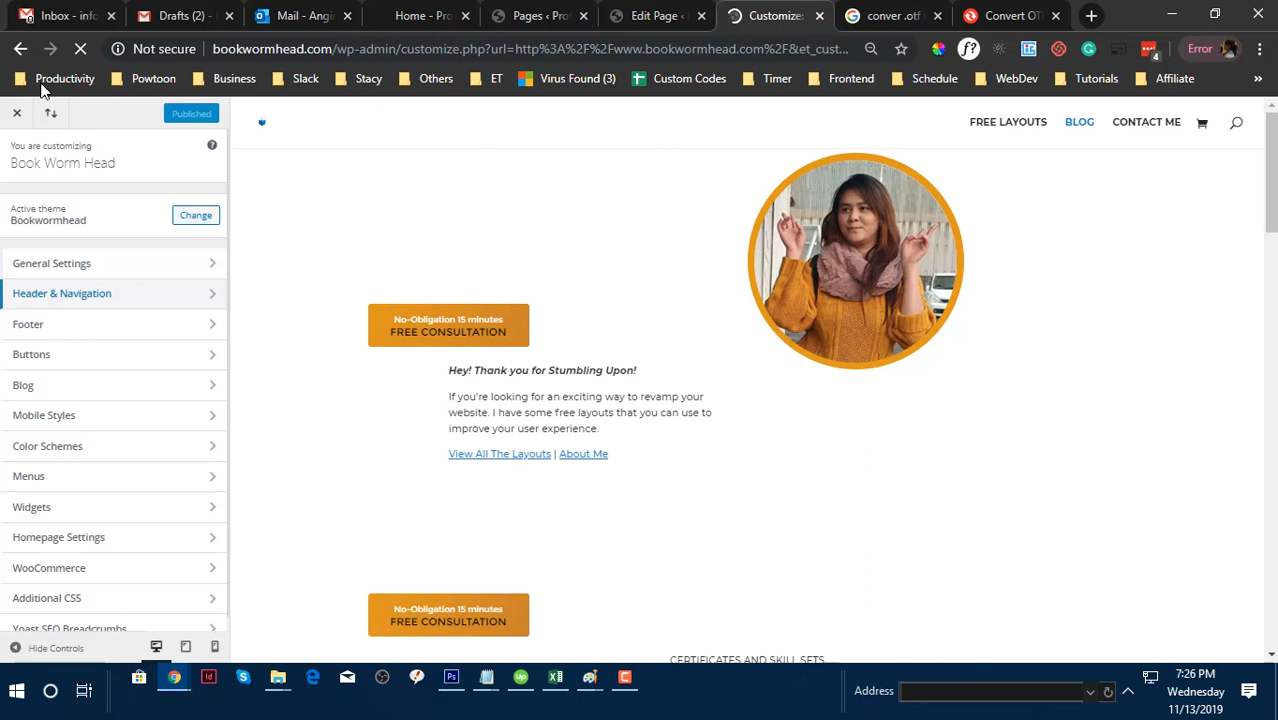 Inbox - info
Drafts (2) -
Mail - Angi
Home - Pro
Pages ‹ Pro
Edit Page ‹
Customize:
conver .otf
Convert OT
Not secure
bookwormhead.com/wp-admin/customize.php?url=http%3A%2F%2Fwww.bookwormhead.com%2F&et_cust...
f?
4
Error
Productivity
Powtoon
Business
Slack
Stacy
Others
ET
Virus Found (3)
Custom Codes
Timer
Frontend
Schedule
WebDev
Tutorials
Affiliate
»
Published
You are customizing
Book Worm Head
Active theme
Bookwormhead
Change
General Settings
Header & Navigation
Footer
Buttons
Blog
Mobile Styles
Color Schemes
Menus
Widgets
Homepage Settings
WooCommerce
Additional CSS
Yoast SEO Breadcrumbs
Hide Controls
FREE LAYOUTS
BLOG
CONTACT ME
No-Obligation 15 minutes
FREE CONSULTATION
Hey! Thank you for Stumbling Upon!
If you're looking for an exciting way to revamp your
website. I have some free layouts that you can use to
improve your user experience.
View All The Layouts | About Me
No-Obligation 15 minutes
FREE CONSULTATION
CERTIFICATES AND SKILL SETS
Address
7:26 PM
Wednesday
11/13/2019